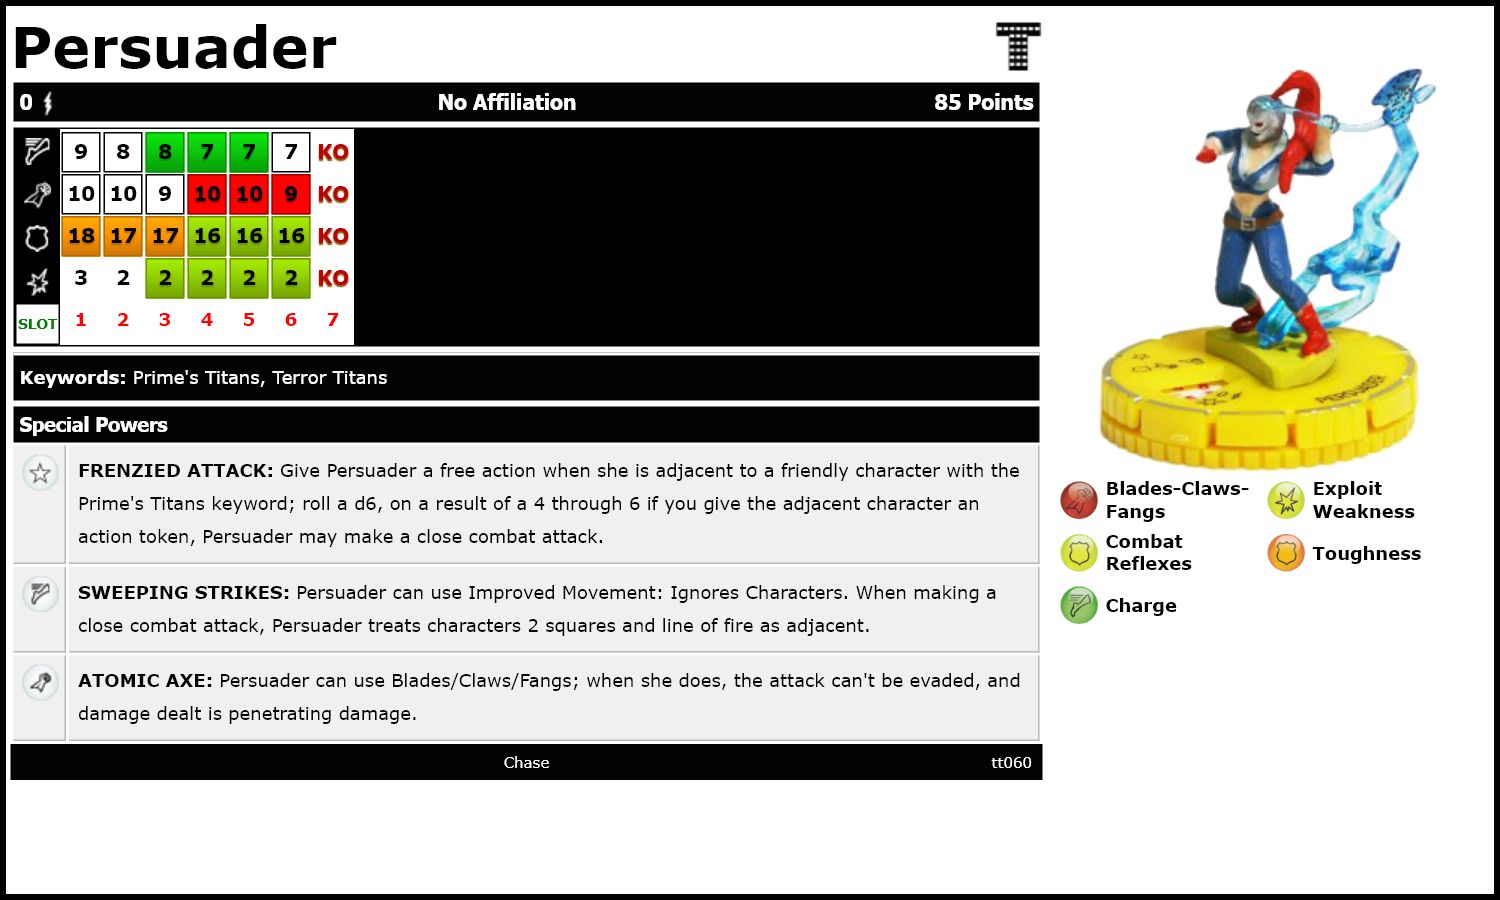 Persuader
T
0 No Affiliation 85 Points
9 8 8 7 7 7 KO
10 10 9 10 10 9 KO
18 17 17 16 16 16 KO
3 2 2 2 2 2 KO
SLOT 1 2 3 4 5 6 7
Keywords: Prime's Titans, Terror Titans
Special Powers
FRENZIED ATTACK: Give Persuader a free action when she is adjacent to a friendly character with the
Prime's Titans keyword; roll a d6, on a result of a 4 through 6 if you give the adjacent character an
action token, Persuader may make a close combat attack.
SWEEPING STRIKES: Persuader can use Improved Movement: Ignores Characters. When making a
close combat attack, Persuader treats characters 2 squares and line of fire as adjacent.
ATOMIC AXE: Persuader can use Blades/Claws/Fangs; when she does, the attack can't be evaded, and
damage dealt is penetrating damage.
Chase tt060
PERSUADER
Blades-Claws-
Fangs
Exploit
Weakness
Combat
Reflexes
Toughness
Charge